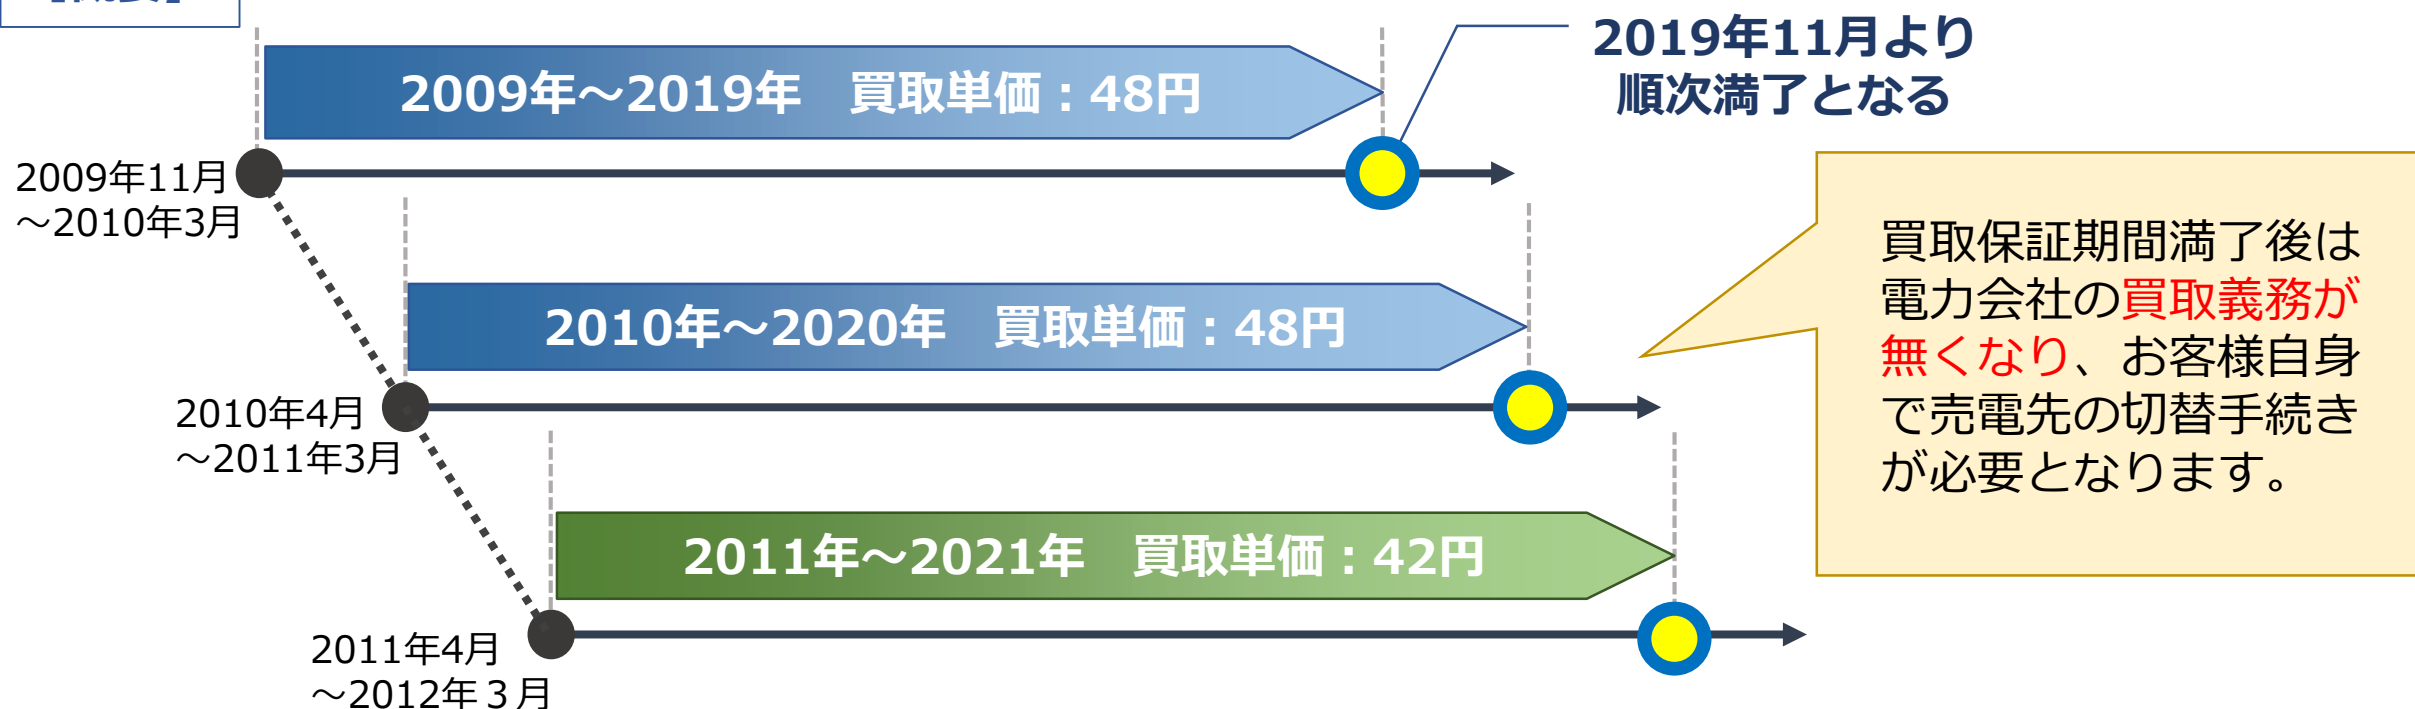 2019年11月より
順次満了となる
2009年～2019年　買取単価：48円
2009年11月
～2010年3月
買取保証期間満了後は
電力会社の買取義務が
無くなり、お客様自身
で売電先の切替手続き
が必要となります。
2010年～2020年　買取単価：48円
2010年4月
～2011年3月
2011年～2021年　買取単価：42円
2011年4月
～2012年３月